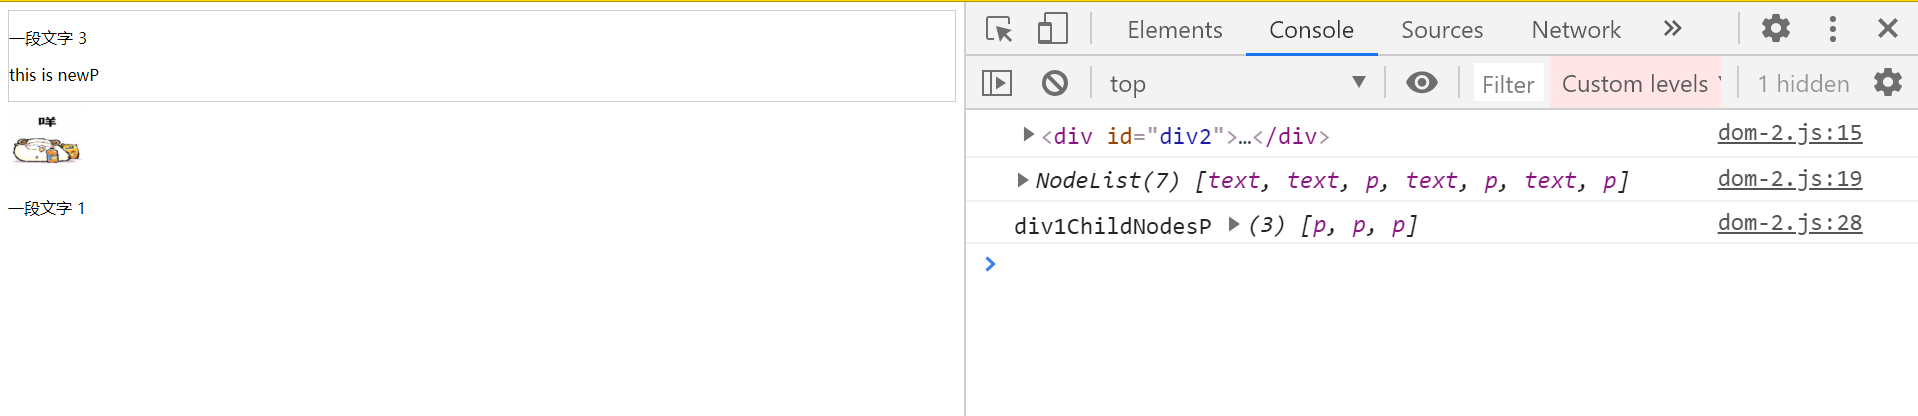 一段文字 3
this is newP
咩
一段文字 1
Elements Console Sources Network
top Filter Custom levels 1 hidden
<div id="div2">…</div> dom-2.js:15
NodeList(7) [text, text, p, text, p, text, p] dom-2.js:19
div1ChildNodesP (3) [p, p, p] dom-2.js:28